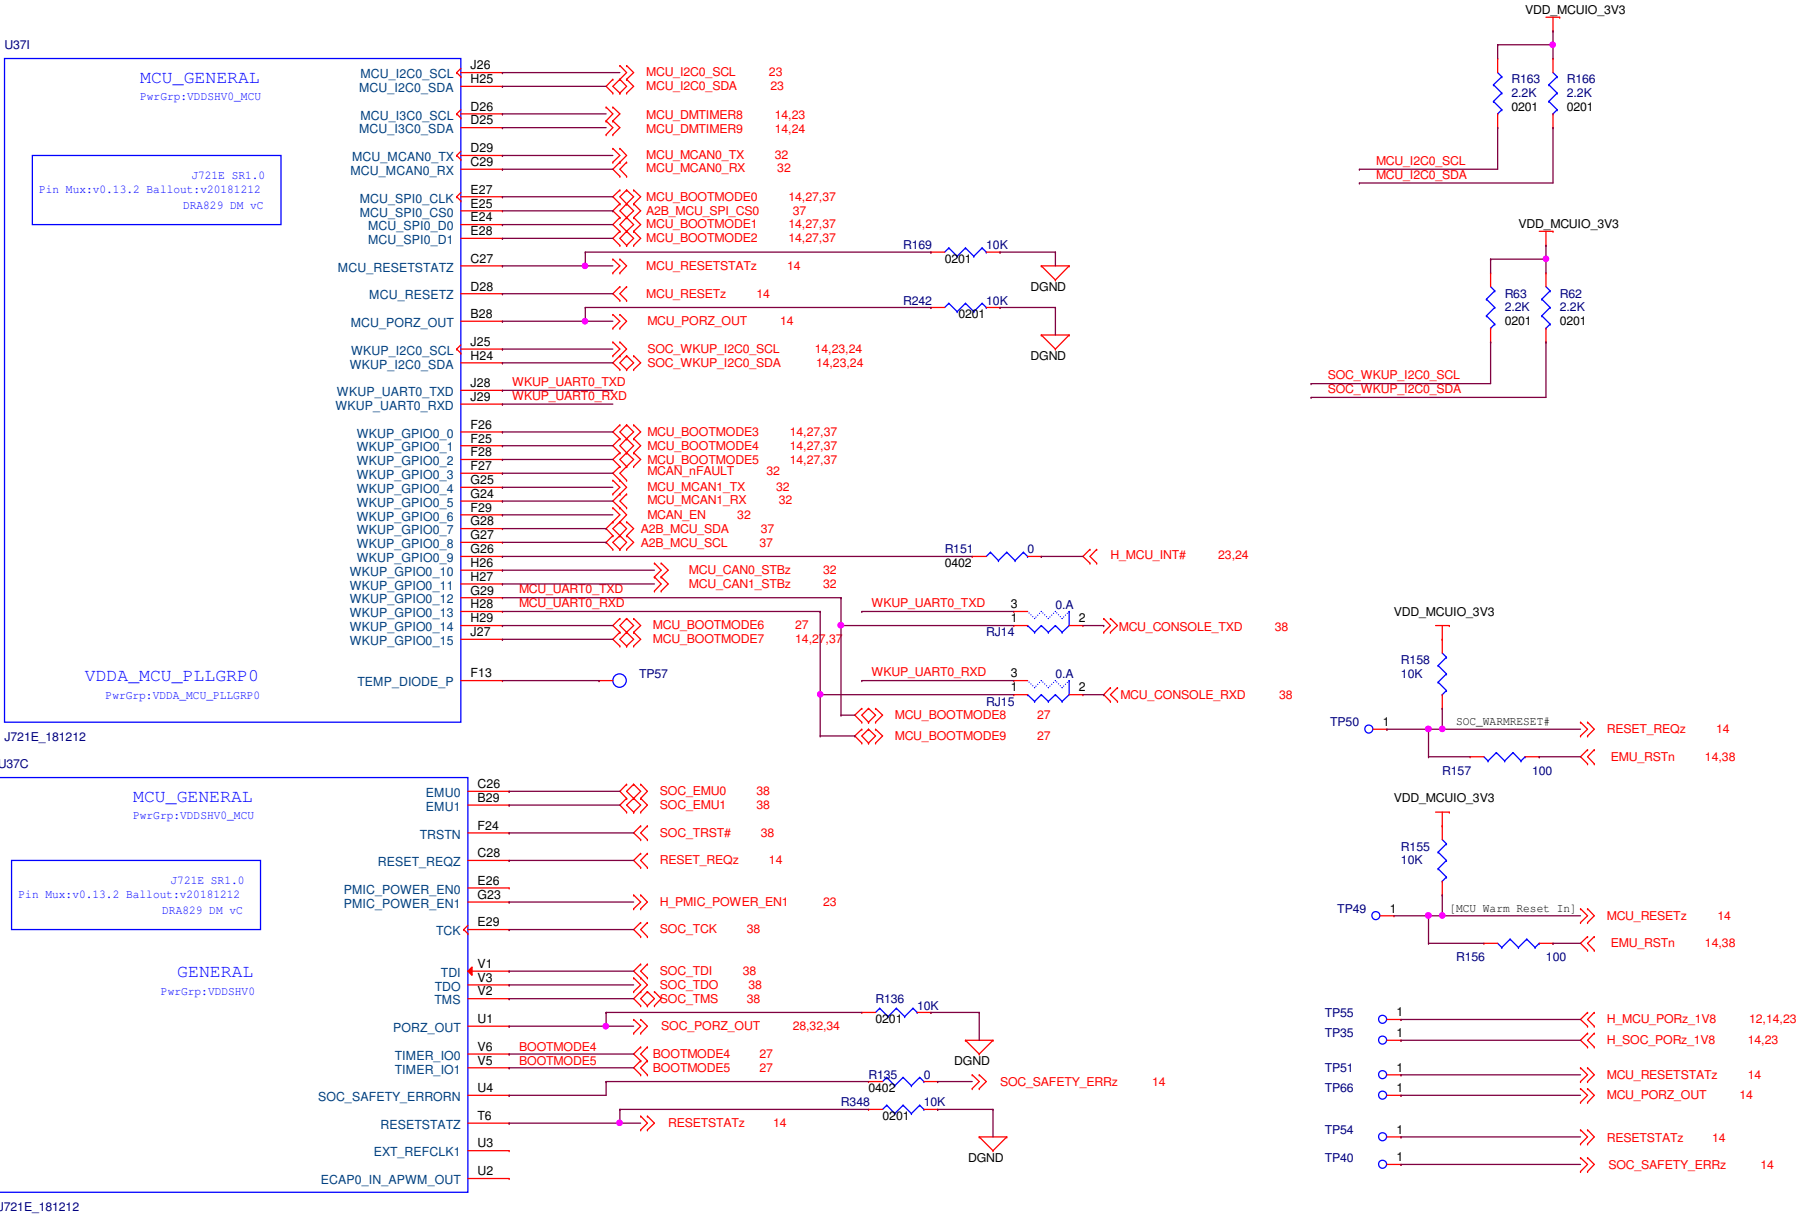 U37I
MCU_GENERAL
PwrGrp:VDDSHV0_MCU
J721E SR1.0
Pin Mux:v0.13.2 Ballout:v20181212
DRA829 DM vC
MCU_I2C0_SCL J26 MCU_I2C0_SCL 23
MCU_I2C0_SDA H25 MCU_I2C0_SDA 23
MCU_I3C0_SCL D26 MCU_DMTIMER8 14,23
MCU_I3C0_SDA D25 MCU_DMTIMER9 14,24
MCU_MCAN0_TX D29 MCU_MCAN0_TX 32
MCU_MCAN0_RX C29 MCU_MCAN0_RX 32
MCU_SPI0_CLK E27 MCU_BOOTMODE0 14,27,37
MCU_SPI0_CS0 E25 A2B_MCU_SPI_CS0 37
MCU_SPI0_D0 E24 MCU_BOOTMODE1 14,27,37
MCU_SPI0_D1 E28 MCU_BOOTMODE2 14,27,37
R169 10K
0201
DGND
MCU_RESETSTATZ C27 MCU_RESETSTATz 14
MCU_RESETZ D28 MCU_RESETz 14
R242 10K
0201
DGND
MCU_PORZ_OUT B28 MCU_PORZ_OUT 14
WKUP_I2C0_SCL J25 SOC_WKUP_I2C0_SCL 14,23,24
WKUP_I2C0_SDA H24 SOC_WKUP_I2C0_SDA 14,23,24
WKUP_UART0_TXD J28 WKUP_UART0_TXD
WKUP_UART0_RXD J29 WKUP_UART0_RXD
WKUP_GPIO0_0 F26 MCU_BOOTMODE3 14,27,37
WKUP_GPIO0_1 F25 MCU_BOOTMODE4 14,27,37
WKUP_GPIO0_2 F28 MCU_BOOTMODE5 14,27,37
WKUP_GPIO0_3 F27 MCAN_nFAULT 32
WKUP_GPIO0_4 G25 MCU_MCAN1_TX 32
WKUP_GPIO0_5 G24 MCU_MCAN1_RX 32
WKUP_GPIO0_6 F29 MCAN_EN 32
WKUP_GPIO0_7 G28 A2B_MCU_SDA 37
WKUP_GPIO0_8 G27 A2B_MCU_SCL 37
WKUP_GPIO0_9 G26 R151 0 H_MCU_INT# 23,24
0402
WKUP_GPIO0_10 H26 MCU_CAN0_STBz 32
WKUP_GPIO0_11 H27 MCU_CAN1_STBz 32
WKUP_GPIO0_12 G29 MCU_UART0_TXD
WKUP_GPIO0_13 H28 MCU_UART0_RXD
WKUP_GPIO0_14 H29 MCU_BOOTMODE6 27
WKUP_GPIO0_15 J27 MCU_BOOTMODE7 14,27,37
WKUP_UART0_TXD 3 0.A
1 RJ14 2 MCU_CONSOLE_TXD 38
WKUP_UART0_RXD 3 0.A
1 RJ15 2 MCU_CONSOLE_RXD 38
MCU_BOOTMODE8 27
MCU_BOOTMODE9 27
VDDA_MCU_PLLGRP0
PwrGrp:VDDA_MCU_PLLGRP0
TEMP_DIODE_P F13 TP57
J721E_181212
U37C
MCU_GENERAL
PwrGrp:VDDSHV0_MCU
J721E SR1.0
Pin Mux:v0.13.2 Ballout:v20181212
DRA829 DM vC
GENERAL
PwrGrp:VDDSHV0
EMU0 C26 SOC_EMU0 38
EMU1 B29 SOC_EMU1 38
TRSTN F24 SOC_TRST# 38
RESET_REQZ C28 RESET_REQz 14
PMIC_POWER_EN0 E26
PMIC_POWER_EN1 G23 H_PMIC_POWER_EN1 23
TCK E29 SOC_TCK 38
TDI V1 SOC_TDI 38
TDO V3 SOC_TDO 38
TMS V2 SOC_TMS 38
R136 10K
0201
DGND
PORZ_OUT U1 SOC_PORZ_OUT 28,32,34
TIMER_IO0 V6 BOOTMODE4 BOOTMODE4 27
TIMER_IO1 V5 BOOTMODE5 BOOTMODE5 27
SOC_SAFETY_ERRORN U4 R135 0 SOC_SAFETY_ERRz 14
0402
R348 10K
0201
DGND
RESETSTATZ T6 RESETSTATz 14
EXT_REFCLK1 U3
ECAP0_IN_APWM_OUT U2
J721E_181212
VDD_MCUIO_3V3
R163 R166
2.2K 2.2K
0201 0201
MCU_I2C0_SCL
MCU_I2C0_SDA
VDD_MCUIO_3V3
R63 R62
2.2K 2.2K
0201 0201
SOC_WKUP_I2C0_SCL
SOC_WKUP_I2C0_SDA
VDD_MCUIO_3V3
R158
10K
TP50 1 SOC_WARMRESET# RESET_REQz 14
R157 100 EMU_RSTn 14,38
VDD_MCUIO_3V3
R155
10K
TP49 1 [MCU Warm Reset In] MCU_RESETz 14
R156 100 EMU_RSTn 14,38
TP55 1 H_MCU_PORz_1V8 12,14,23
TP35 1 H_SOC_PORz_1V8 14,23
TP51 1 MCU_RESETSTATz 14
TP66 1 MCU_PORZ_OUT 14
TP54 1 RESETSTATz 14
TP40 1 SOC_SAFETY_ERRz 14